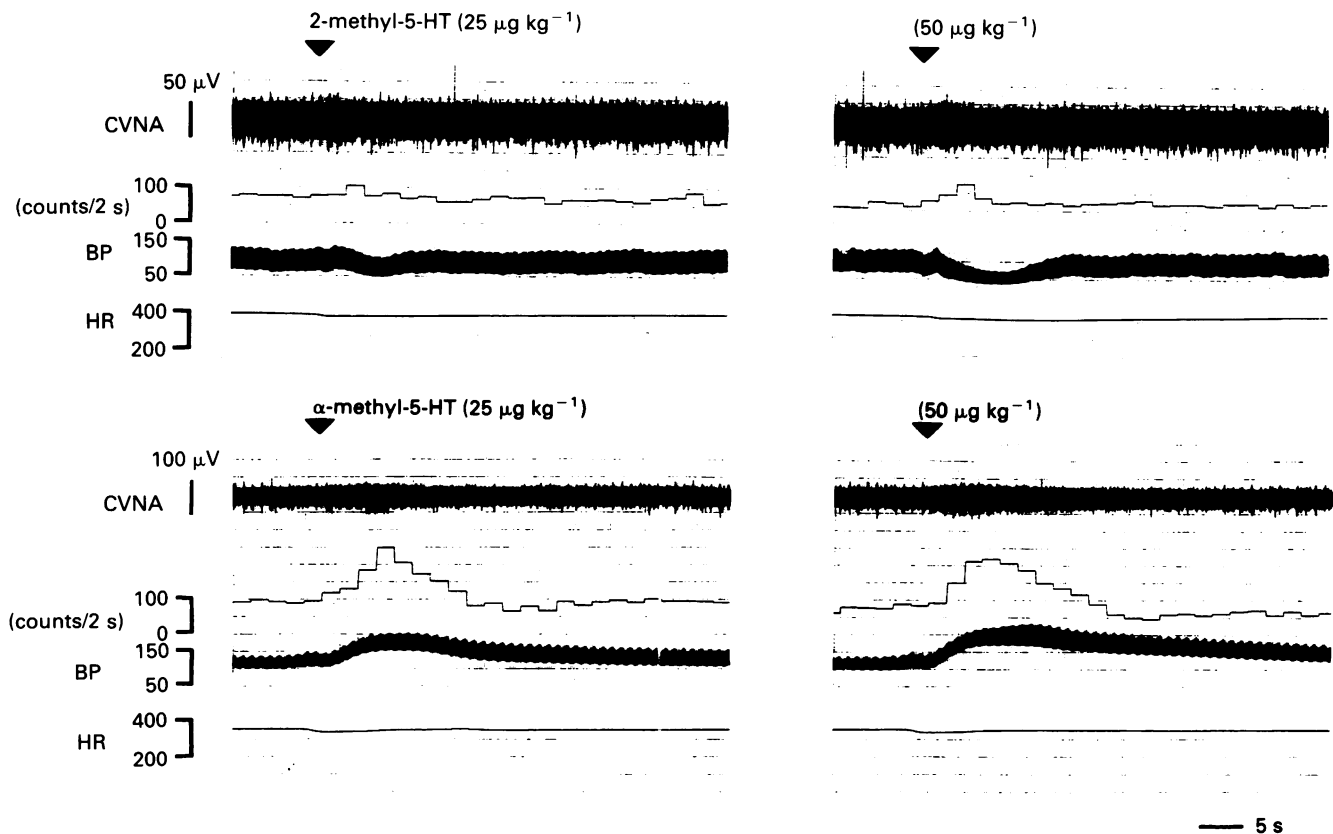 2-methyl-5-HT (25 μg kg⁻¹)
(50 μg kg⁻¹)
50 μV
CVNA
100
(counts/2 s)
0
150
BP
50
400
HR
200
α-methyl-5-HT (25 μg kg⁻¹)
(50 μg kg⁻¹)
100 μV
CVNA
100
(counts/2 s)
0
150
BP
50
400
HR
200
5 s